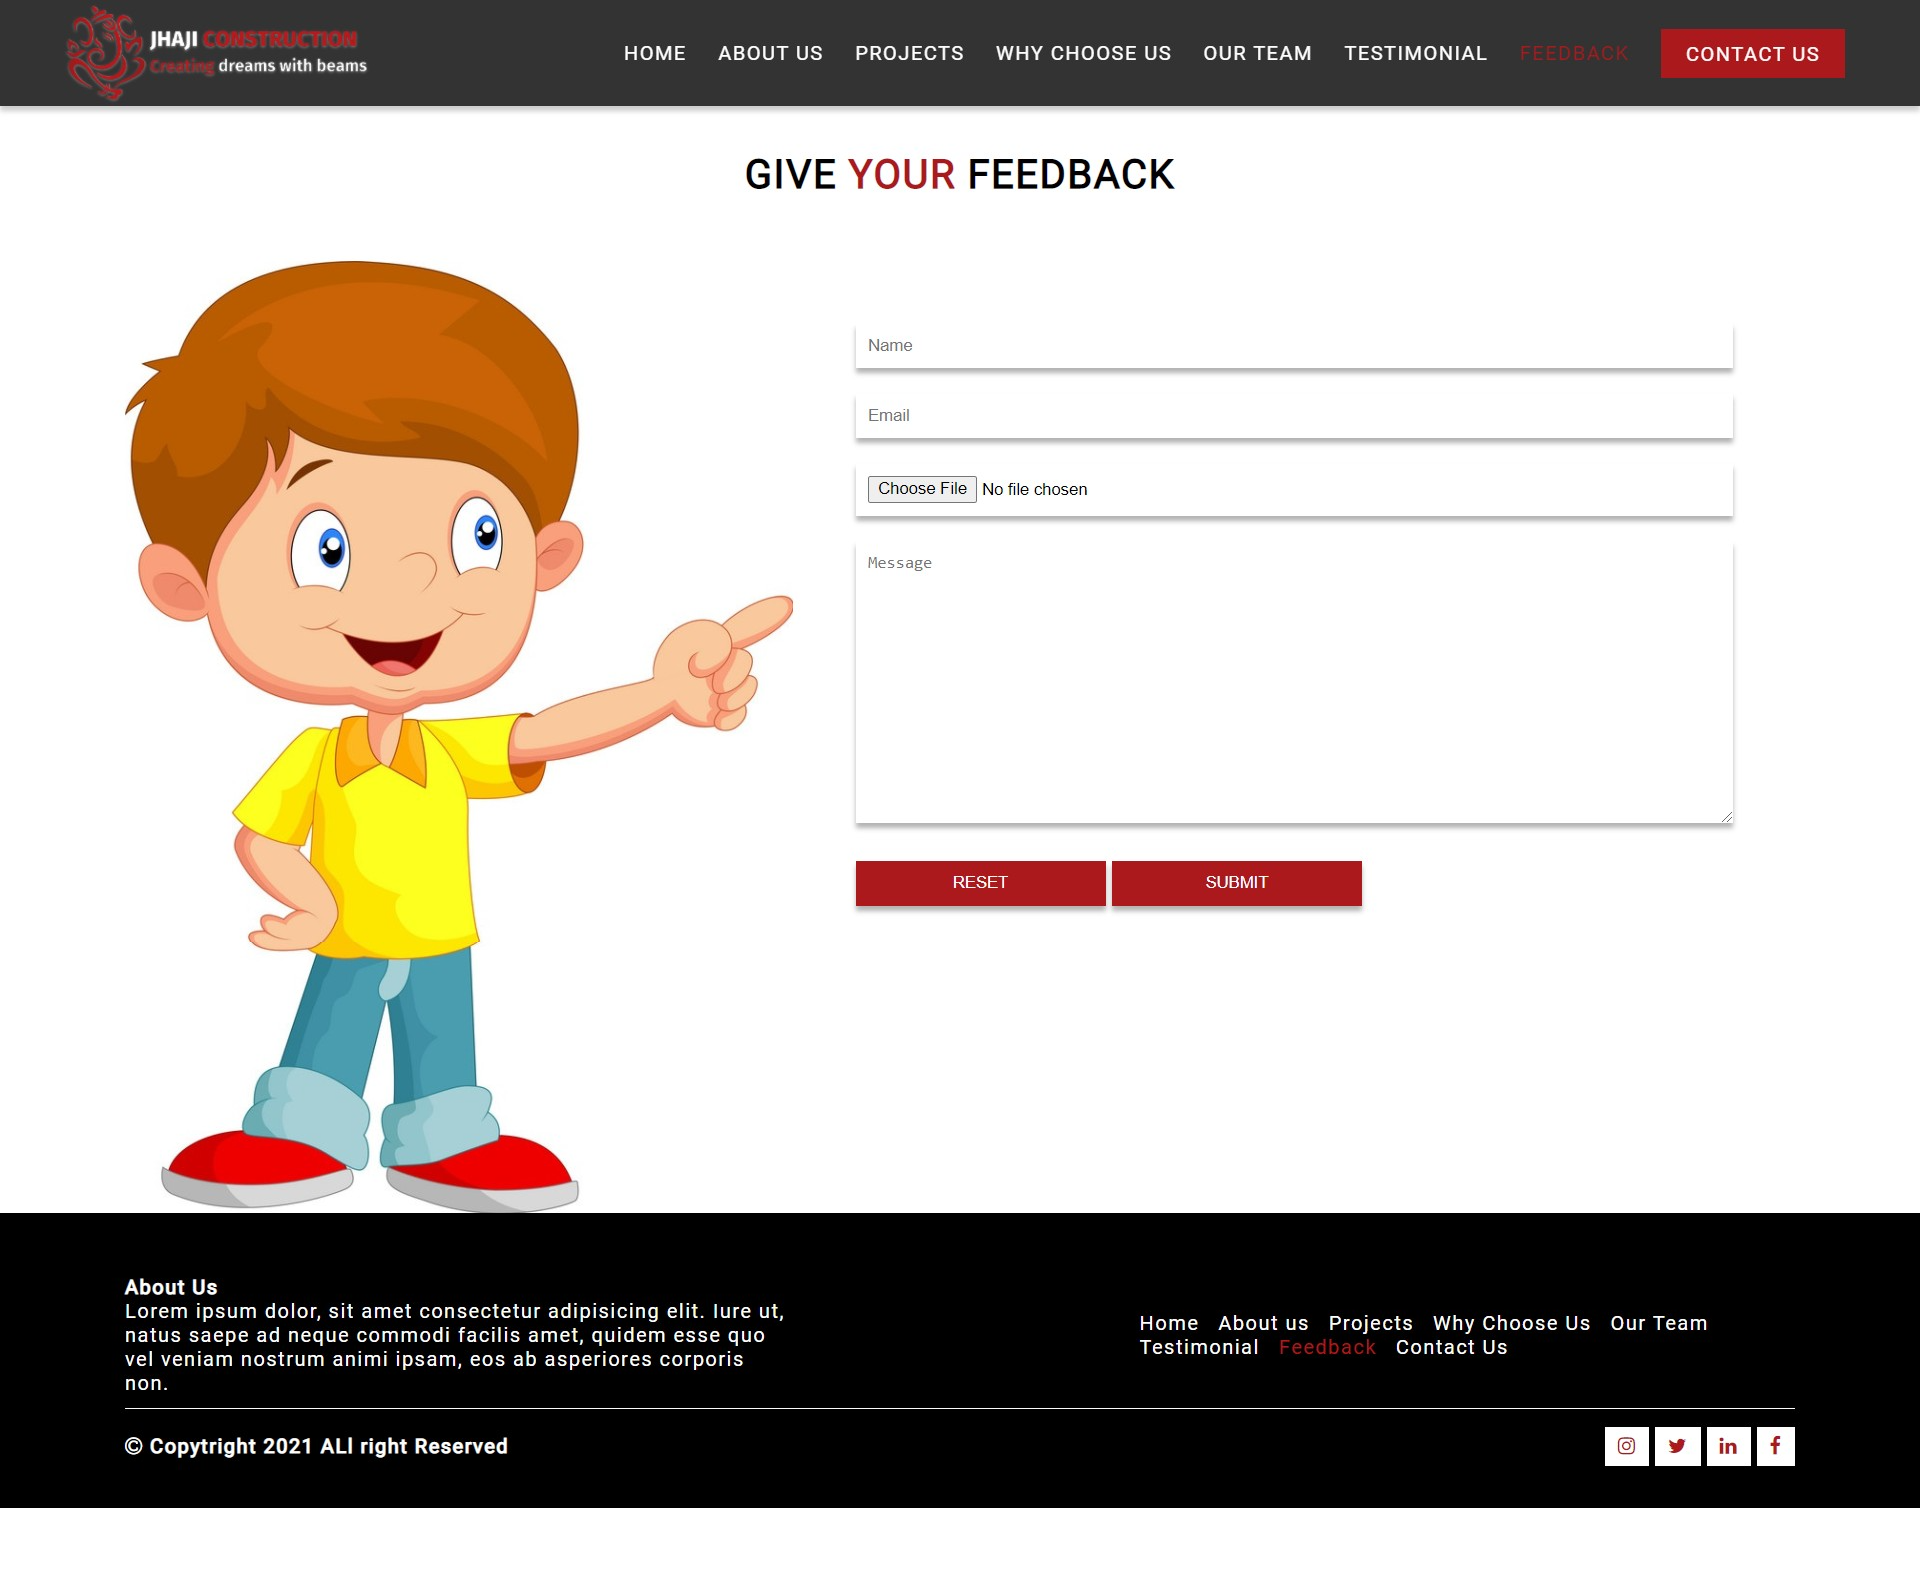 JHAJI CONSTRUCTION
Creating dreams with beams
HOME ABOUT US PROJECTS WHY CHOOSE US OUR TEAM TESTIMONIAL FEEDBACK CONTACT US
GIVE YOUR FEEDBACK
Name
Email
Choose File No file chosen
Message
RESET SUBMIT
About Us
Lorem ipsum dolor, sit amet consectetur adipisicing elit. Iure ut,
natus saepe ad neque commodi facilis amet, quidem esse quo
vel veniam nostrum animi ipsam, eos ab asperiores corporis
non.
Home About us Projects Why Choose Us Our Team
Testimonial Feedback Contact Us
© Copytright 2021 ALl right Reserved